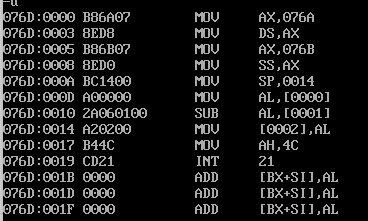 -u
076D:0000 B86A07 MOV AX,076A
076D:0003 8ED8 MOV DS,AX
076D:0005 B86B07 MOV AX,076B
076D:0008 8ED0 MOV SS,AX
076D:000A BC1400 MOV SP,0014
076D:000D A00000 MOV AL,[0000]
076D:0010 2A060100 SUB AL,[0001]
076D:0014 A20200 MOV [0002],AL
076D:0017 B44C MOV AH,4C
076D:0019 CD21 INT 21
076D:001B 0000 ADD [BX+SI],AL
076D:001D 0000 ADD [BX+SI],AL
076D:001F 0000 ADD [BX+SI],AL